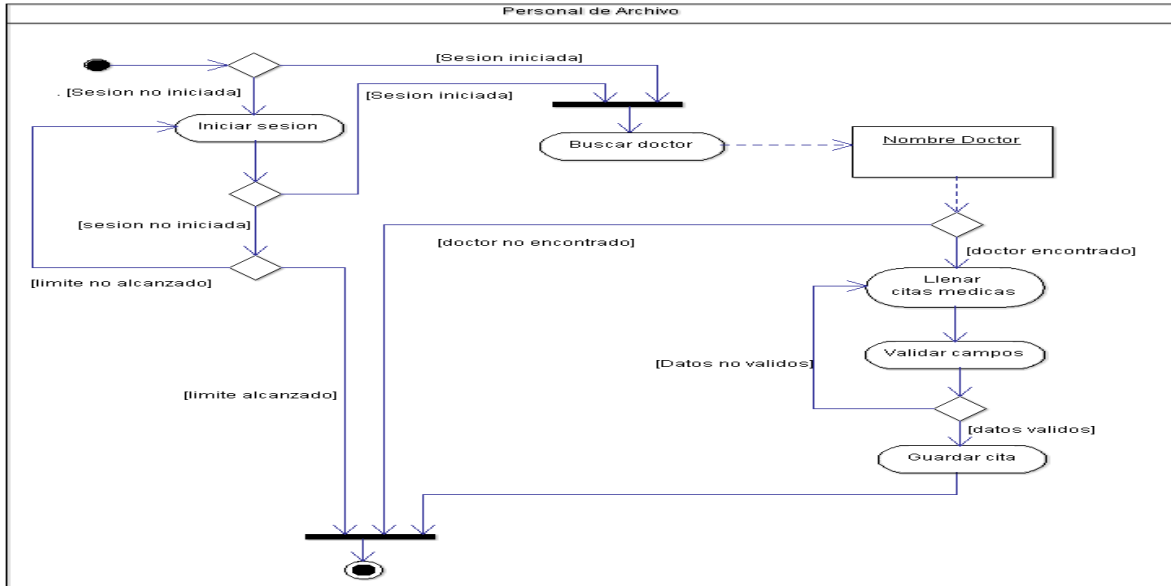 Personal de Archivo
[Sesion iniciada]
. [Sesion no iniciada]
[Sesion iniciada]
Iniciar sesion
Buscar doctor
Nombre Doctor
[sesion no iniciada]
[doctor no encontrado]
[doctor encontrado]
[limite no alcanzado]
Llenar
citas medicas
Validar campos
[Datos no validos]
[limite alcanzado]
[datos validos]
Guardar cita